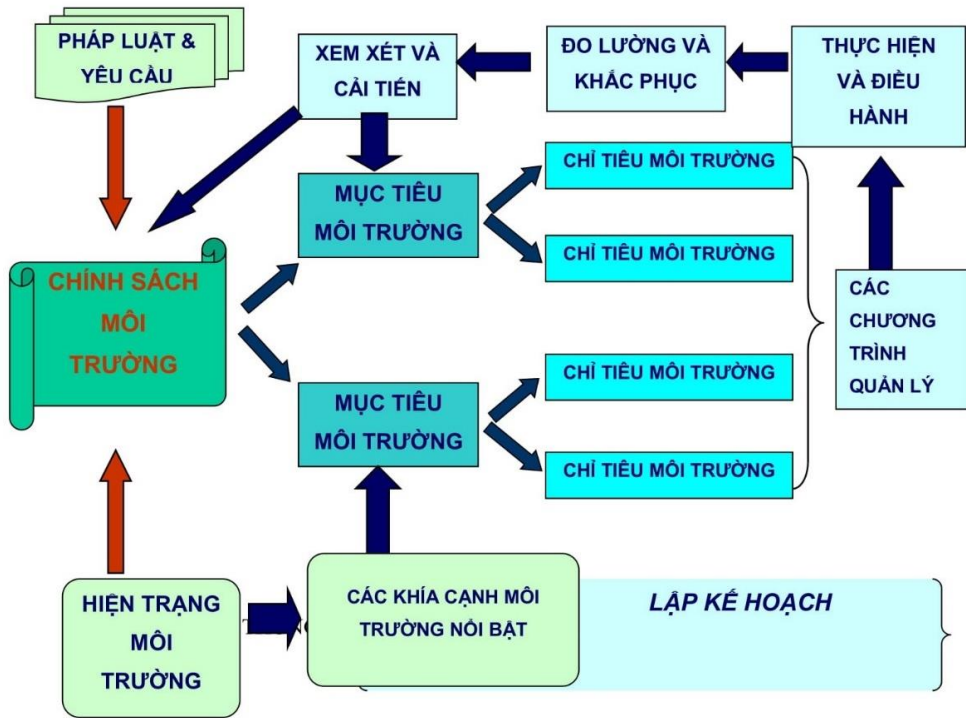 PHÁP LUẬT &
YÊU CẦU
XEM XÉT VÀ
CẢI TIẾN
ĐO LƯỜNG VÀ
KHẮC PHỤC
THỰC HIỆN
VÀ ĐIỀU
HÀNH
CHÍNH SÁCH
MÔI
TRƯỜNG
MỤC TIÊU
MÔI TRƯỜNG
CHỈ TIÊU MÔI TRƯỜNG
CHỈ TIÊU MÔI TRƯỜNG
MỤC TIÊU
MÔI TRƯỜNG
CHỈ TIÊU MÔI TRƯỜNG
CHỈ TIÊU MÔI TRƯỜNG
CÁC
CHƯƠNG
TRÌNH
QUẢN LÝ
HIỆN TRẠNG
MÔI
TRƯỜNG
CÁC KHÍA CẠNH MÔI
TRƯỜNG NỔI BẬT
LẬP KẾ HOẠCH